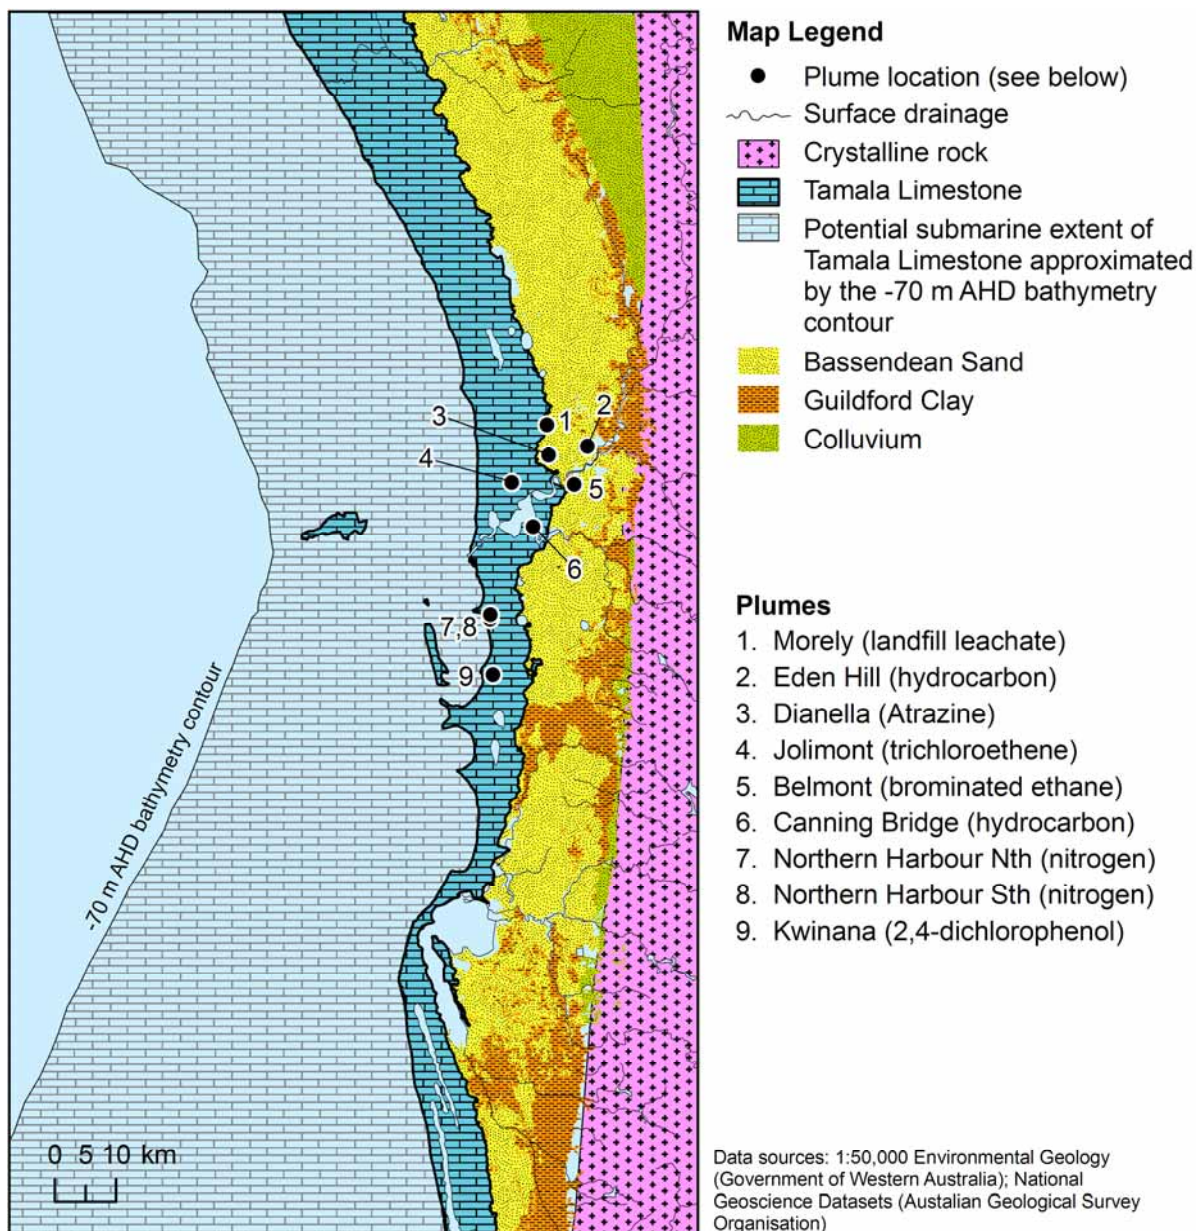 Map Legend
Plume location (see below)
Surface drainage
Crystalline rock
Tamala Limestone
Potential submarine extent of
Tamala Limestone approximated
by the -70 m AHD bathymetry
contour
Bassendean Sand
Guildford Clay
Colluvium
1
2
3
4
5
6
7,8
9
-70 m AHD bathymetry contour
0 5 10 km
Plumes
1. Morely (landfill leachate)
2. Eden Hill (hydrocarbon)
3. Dianella (Atrazine)
4. Jolimont (trichloroethene)
5. Belmont (brominated ethane)
6. Canning Bridge (hydrocarbon)
7. Northern Harbour Nth (nitrogen)
8. Northern Harbour Sth (nitrogen)
9. Kwinana (2,4-dichlorophenol)
Data sources: 1:50,000 Environmental Geology
(Government of Western Australia); National
Geoscience Datasets (Austalian Geological Survey
Organisation)